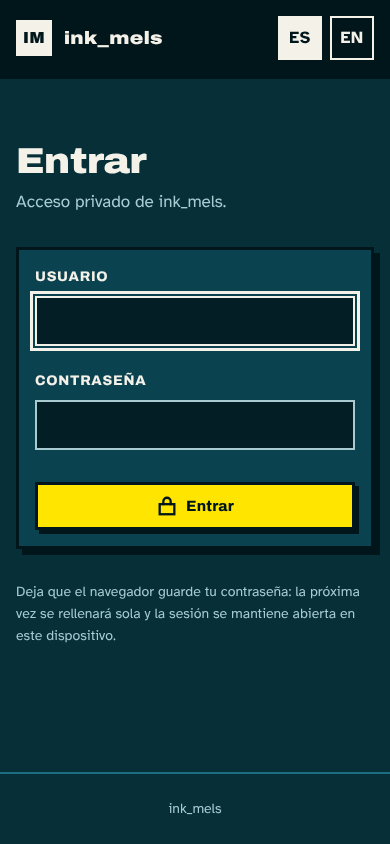 IM ink_mels ES EN
Entrar
Acceso privado de ink_mels.
USUARIO
CONTRASEÑA
Entrar
Deja que el navegador guarde tu contraseña: la próxima
vez se rellenará sola y la sesión se mantiene abierta en
este dispositivo.
ink_mels